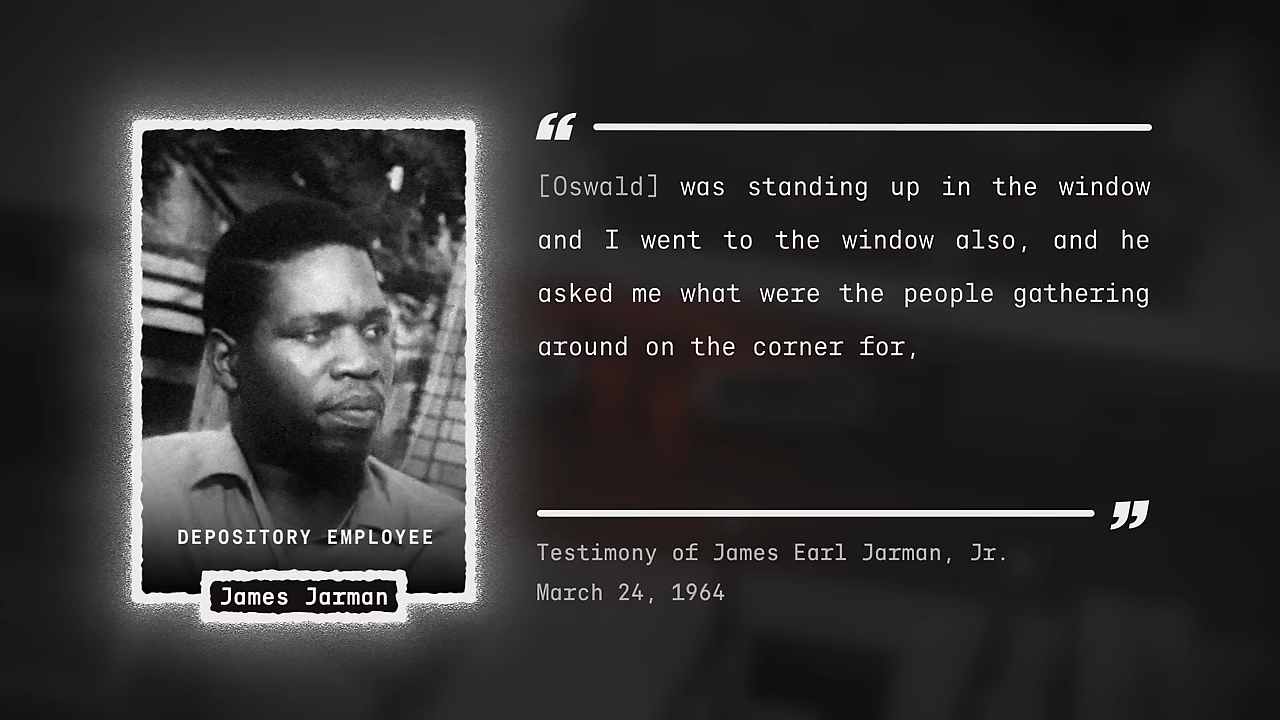 “
[Oswald] was standing up in the window
and I went to the window also, and he
asked me what were the people gathering
around on the corner for,
”
Testimony of James Earl Jarman, Jr.
March 24, 1964
DEPOSITORY EMPLOYEE
James Jarman